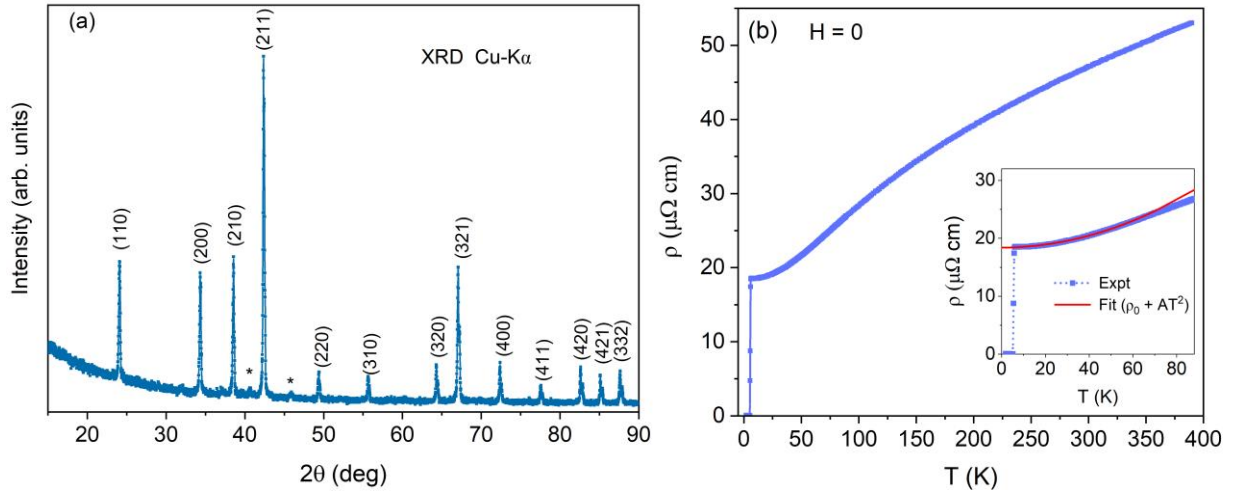 (a)
XRD Cu-Kα
(110)
(200)
(210)
*
(211)
*
(220)
(310)
(320)
(321)
(400)
(411)
(420)
(421)
(332)
Intensity (arb. units)
20 30 40 50 60 70 80 90
2θ (deg)
(b) H = 0
50
40
30
20
10
0
ρ (μΩ cm)
0 50 100 150 200 250 300 350 400
T (K)
30
20
10
0
ρ (μΩ cm)
Expt
Fit (ρ₀ + AT²)
0 20 40 60 80
T (K)